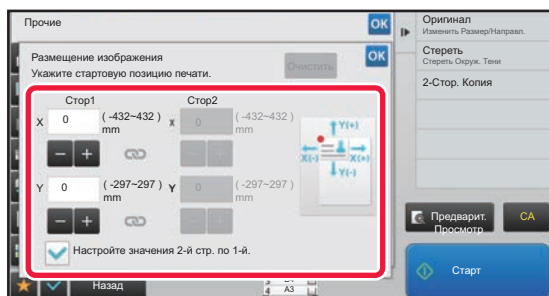 Прочие
OK
Размещение изображения
Укажите стартовую позицию печати.
Очистить
OK
Стор1
Стор2
X 0 ( -432~432 )
mm
X 0 ( -432~432 )
mm
- +
- +
Y 0 ( -297~297 )
mm
Y 0 ( -297~297 )
mm
- +
- +
Y(+)
X(-) X(+)
Y(-)
Настройте значения 2-й стр. по 1-й.
Назад
4 A3
Оригинал
Изменить Размер/Направл.
Стереть
Стереть Окруж. Тени
2-Стор. Копия
Предварит.
Просмотр
CA
Старт